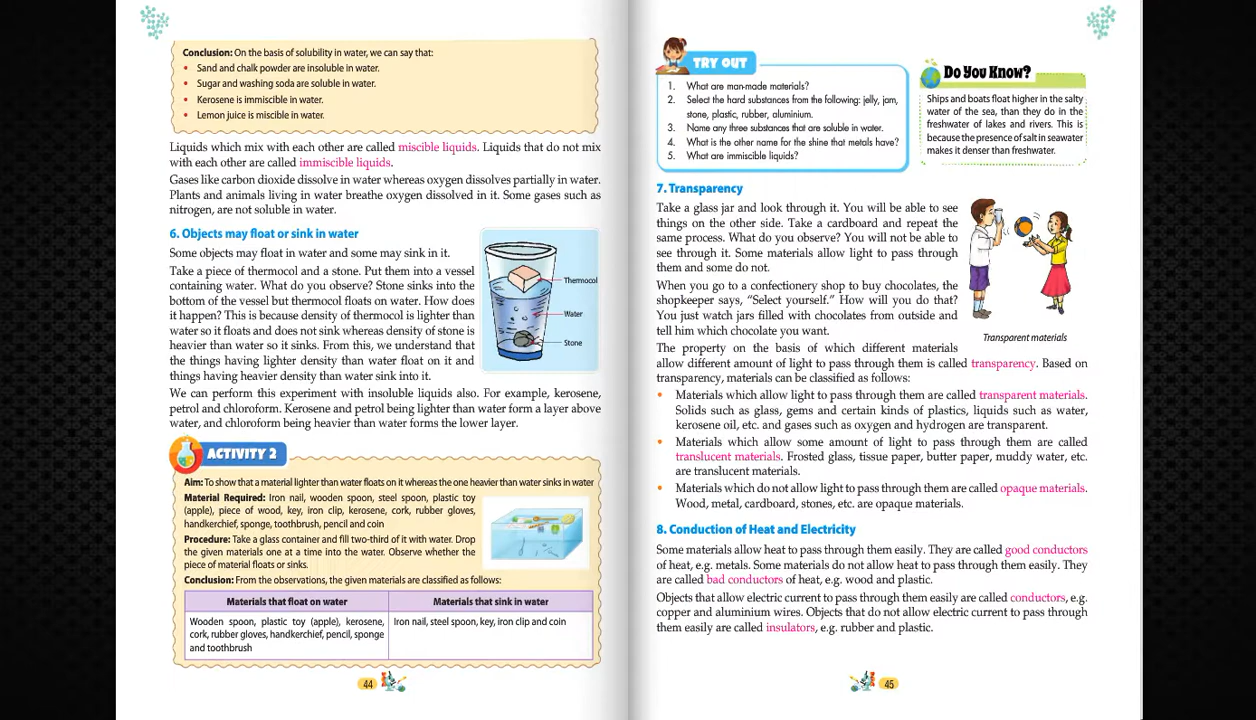 Conclusion: On the basis of solubility in water, we can say that:
• Sand and chalk powder are insoluble in water.
• Sugar and washing soda are soluble in water.
• Kerosene is immiscible in water.
• Lemon juice is miscible in water.
Liquids which mix with each other are called miscible liquids. Liquids that do not mix
with each other are called immiscible liquids.
Gases like carbon dioxide dissolve in water whereas oxygen dissolves partially in water.
Plants and animals living in water breathe oxygen dissolved in it. Some gases such as
nitrogen, are not soluble in water.
6. Objects may float or sink in water
Some objects may float in water and some may sink in it.
Take a piece of thermocol and a stone. Put them into a vessel
containing water. What do you observe? Stone sinks into the
bottom of the vessel but thermocol floats on water. How does
it happen? This is because density of thermocol is lighter than
water so it floats and does not sink whereas density of stone is
heavier than water so it sinks. From this, we understand that
the things having lighter density than water float on it and
things having heavier density than water sink into it.
Thermocol
Water
Stone
We can perform this experiment with insoluble liquids also. For example, kerosene,
petrol and chloroform. Kerosene and petrol being lighter than water form a layer above
water, and chloroform being heavier than water forms the lower layer.
ACTIVITY 2
Aim: To show that a material lighter than water floats on it whereas the one heavier than water sinks in water
Material Required: Iron nail, wooden spoon, steel spoon, plastic toy
(apple), piece of wood, key, iron clip, kerosene, cork, rubber gloves,
handkerchief, sponge, toothbrush, pencil and coin
Procedure: Take a glass container and fill two-third of it with water. Drop
the given materials one at a time into the water. Observe whether the
piece of material floats or sinks.
Conclusion: From the observations, the given materials are classified as follows:
Materials that float on water
Materials that sink in water
Wooden spoon, plastic toy (apple), kerosene,
cork, rubber gloves, handkerchief, pencil, sponge
and toothbrush
Iron nail, steel spoon, key, iron clip and coin
44
TRY OUT
1. What are man-made materials?
2. Select the hard substances from the following: jelly, jam,
stone, plastic, rubber, aluminium.
3. Name any three substances that are soluble in water.
4. What is the other name for the shine that metals have?
5. What are immiscible liquids?
Do You Know?
Ships and boats float higher in the salty
water of the sea, than they do in the
freshwater of lakes and rivers. This is
because the presence of salt in seawater
makes it denser than freshwater.
7. Transparency
Take a glass jar and look through it. You will be able to see
things on the other side. Take a cardboard and repeat the
same process. What do you observe? You will not be able to
see through it. Some materials allow light to pass through
them and some do not.
When you go to a confectionery shop to buy chocolates, the
shopkeeper says, “Select yourself.” How will you do that?
You just watch jars filled with chocolates from outside and
tell him which chocolate you want.
Transparent materials
The property on the basis of which different materials
allow different amount of light to pass through them is called transparency. Based on
transparency, materials can be classified as follows:
• Materials which allow light to pass through them are called transparent materials.
Solids such as glass, gems and certain kinds of plastics, liquids such as water,
kerosene oil, etc. and gases such as oxygen and hydrogen are transparent.
• Materials which allow some amount of light to pass through them are called
translucent materials. Frosted glass, tissue paper, butter paper, muddy water, etc.
are translucent materials.
• Materials which do not allow light to pass through them are called opaque materials.
Wood, metal, cardboard, stones, etc. are opaque materials.
8. Conduction of Heat and Electricity
Some materials allow heat to pass through them easily. They are called good conductors
of heat, e.g. metals. Some materials do not allow heat to pass through them easily. They
are called bad conductors of heat, e.g. wood and plastic.
Objects that allow electric current to pass through them easily are called conductors, e.g.
copper and aluminium wires. Objects that do not allow electric current to pass through
them easily are called insulators, e.g. rubber and plastic.
45